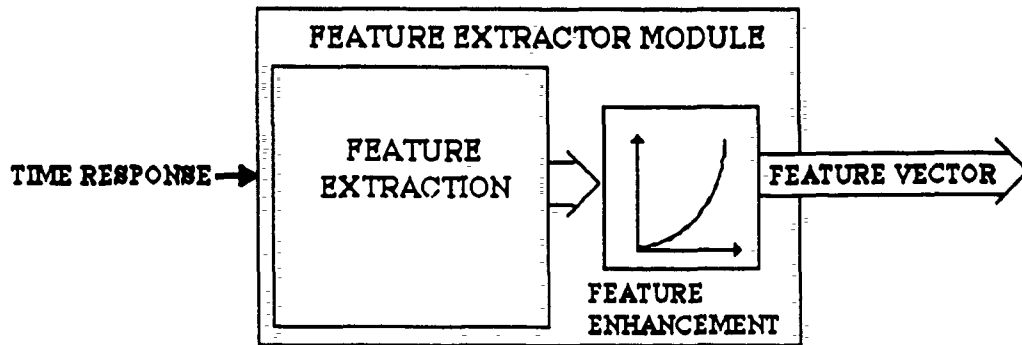 FEATURE EXTRACTOR MODULE
FEATURE
EXTRACTION
TIME RESPONSE
FEATURE VECTOR
FEATURE
ENHANCEMENT